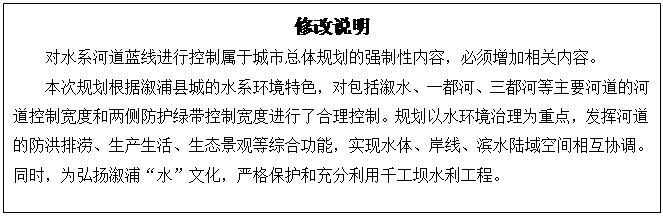 修改说明
对水系河道蓝线进行控制属于城市总体规划的强制性内容，必须增加相关内容。
本次规划根据溆浦县城的水系环境特色，对包括溆水、一都河、三都河等主要河道的河
道控制宽度和两侧防护绿带控制宽度进行了合理控制。规划以水环境治理为重点，发挥河道
的防洪排涝、生产生活、生态景观等综合功能，实现水体、岸线、滨水陆域空间相互协调。
同时，为弘扬溆浦“水”文化，严格保护和充分利用千工坝水利工程。